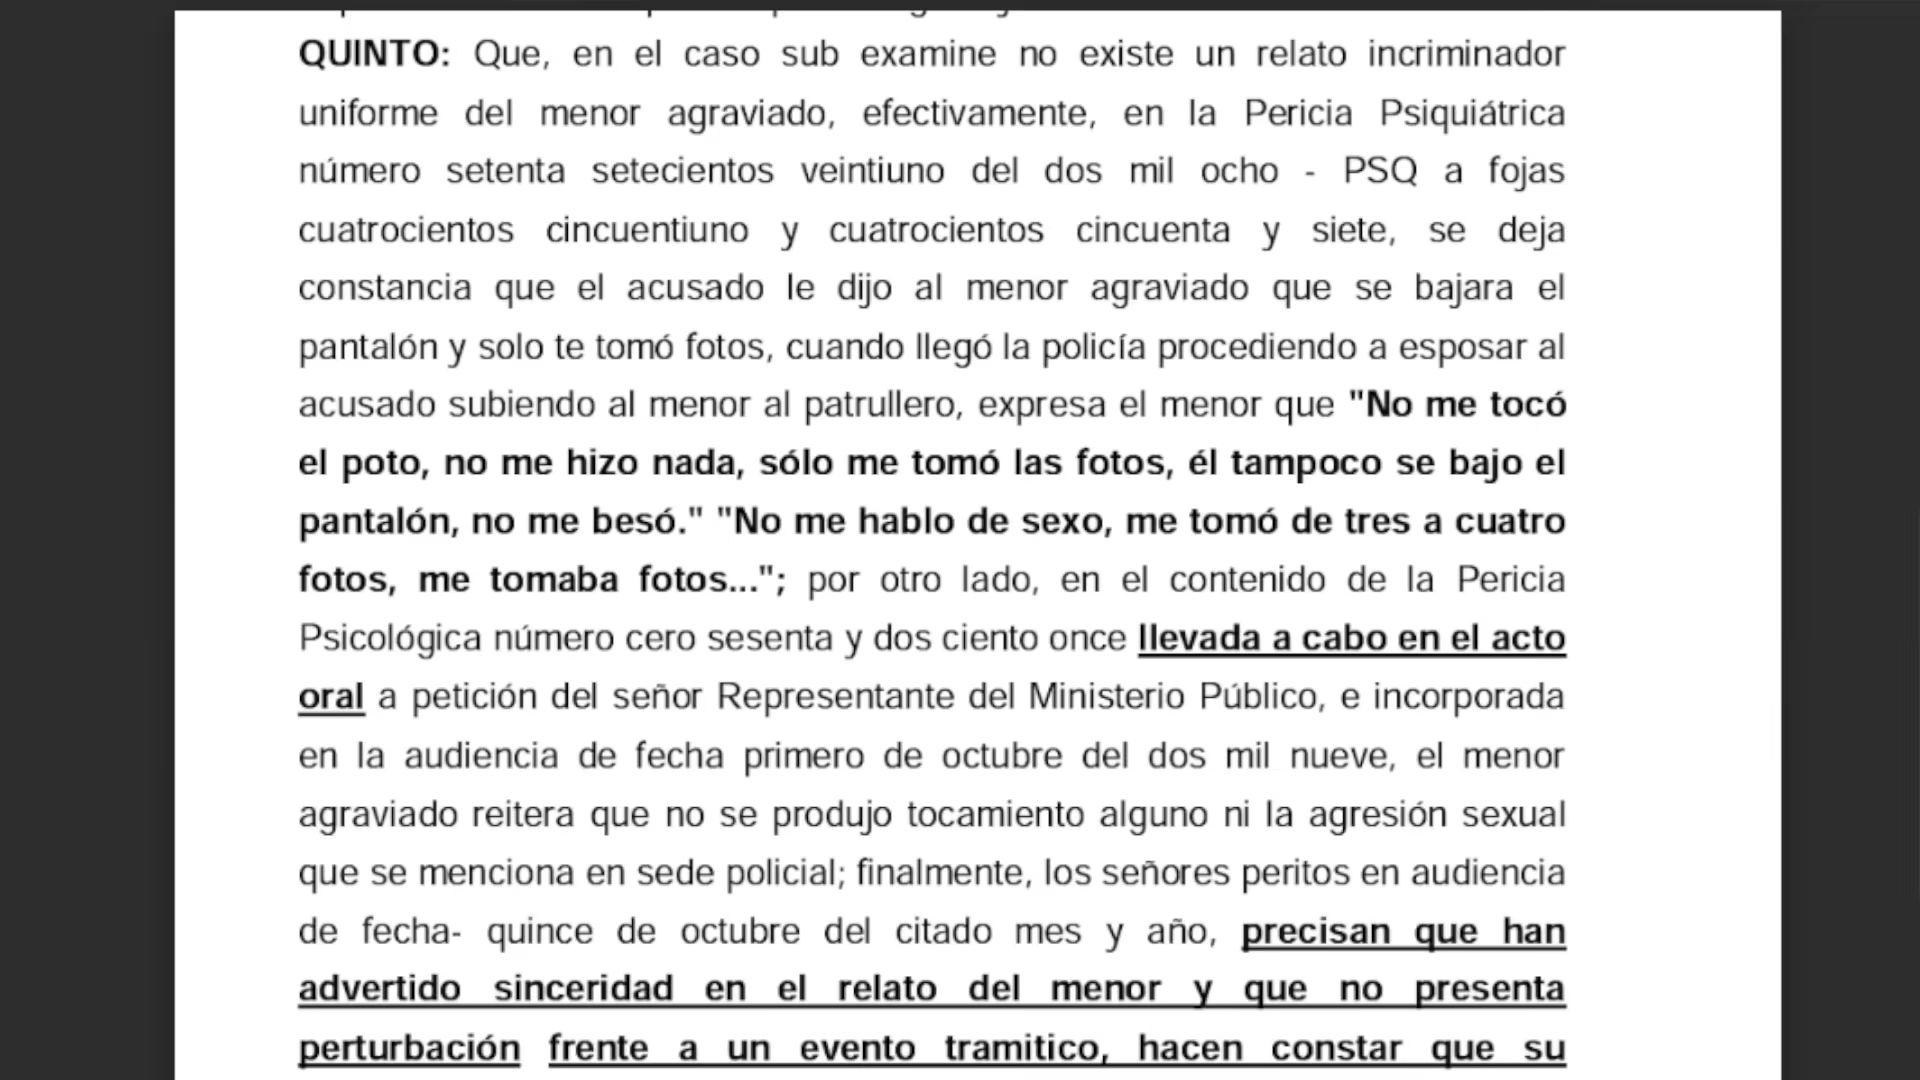 QUINTO: Que, en el caso sub examine no existe un relato incriminador
uniforme del menor agraviado, efectivamente, en la Pericia Psiquiátrica
número setenta setecientos veintiuno del dos mil ocho - PSQ a fojas
cuatrocientos cincuentiuno y cuatrocientos cincuenta y siete, se deja
constancia que el acusado le dijo al menor agraviado que se bajara el
pantalón y solo te tomó fotos, cuando llegó la policía procediendo a esposar al
acusado subiendo al menor al patrullero, expresa el menor que "No me tocó
el poto, no me hizo nada, sólo me tomó las fotos, él tampoco se bajo el
pantalón, no me besó." "No me hablo de sexo, me tomó de tres a cuatro
fotos, me tomaba fotos..."; por otro lado, en el contenido de la Pericia
Psicológica número cero sesenta y dos ciento once llevada a cabo en el acto
oral a petición del señor Representante del Ministerio Público, e incorporada
en la audiencia de fecha primero de octubre del dos mil nueve, el menor
agraviado reitera que no se produjo tocamiento alguno ni la agresión sexual
que se menciona en sede policial; finalmente, los señores peritos en audiencia
de fecha- quince de octubre del citado mes y año, precisan que han
advertido sinceridad en el relato del menor y que no presenta
perturbación frente a un evento tramitico, hacen constar que su